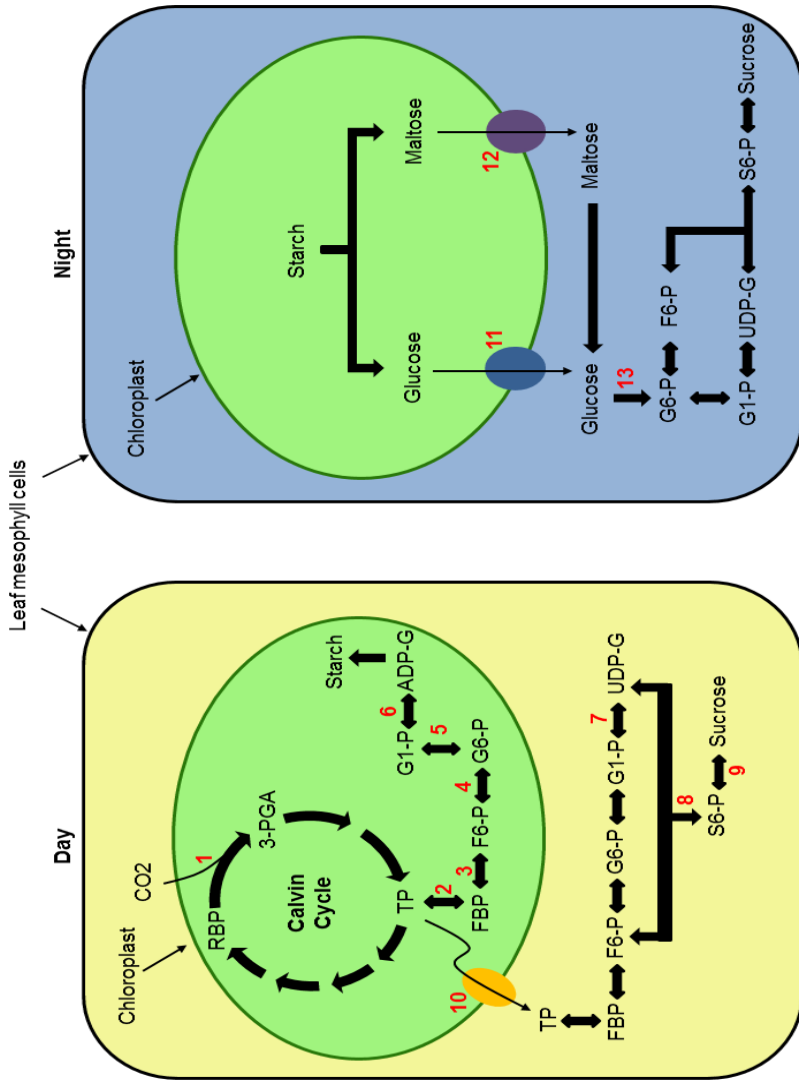 Leaf mesophyll cells
Day
Chloroplast
CO2
1
RBP
3-PGA
Calvin
Cycle
TP
2
FBP
3
F6-P
4
G6-P
5
G1-P
6
ADP-G
Starch
10
TP
FBP
F6-P
G6-P
G1-P
7
UDP-G
8
S6-P
9
Sucrose
Night
Chloroplast
Starch
Glucose
Maltose
11
12
Glucose
Maltose
13
G6-P
F6-P
G1-P
UDP-G
S6-P
Sucrose